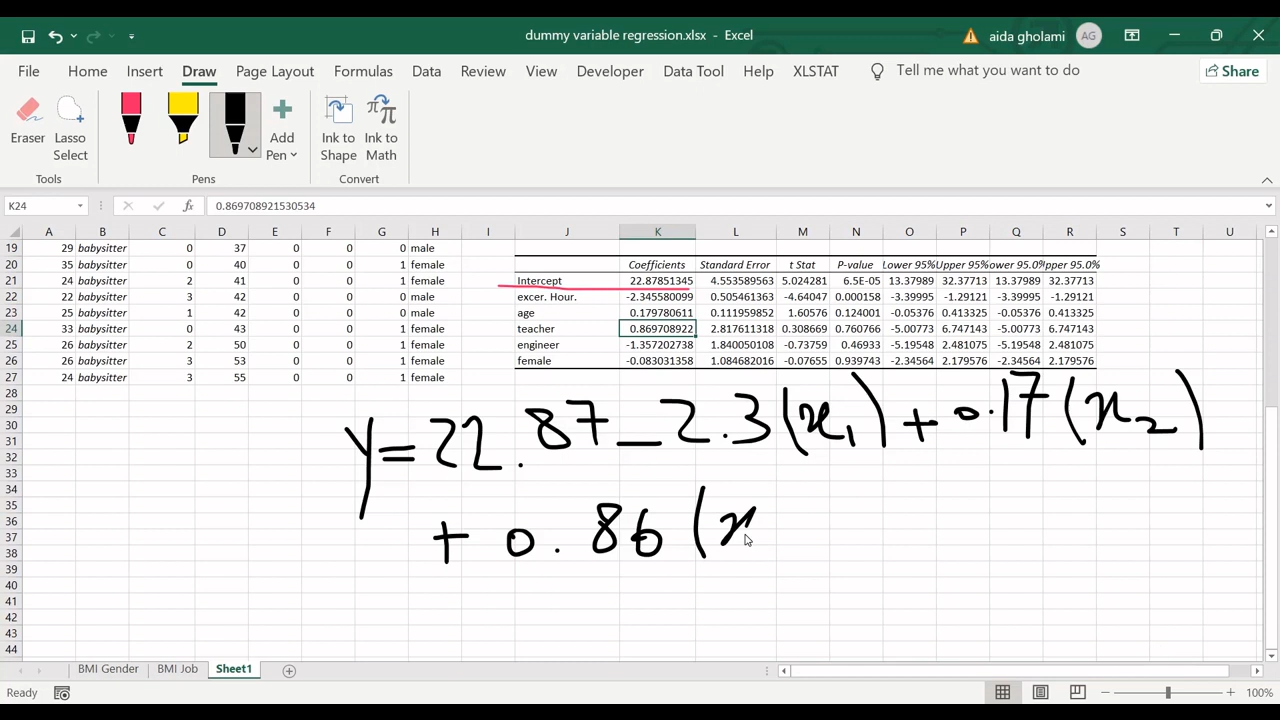 dummy variable regression.xlsx - Excel
aida gholami AG
File Home Insert Draw Page Layout Formulas Data Review View Developer Data Tool Help XLSTAT Tell me what you want to do Share
Eraser Lasso Select Add Pen Ink to Shape Ink to Math
Tools Pens Convert
K24 fx 0.869708921530534
A B C D E F G H I J K L M N O P Q R S T U
19 29 babysitter 0 37 0 0 0 male
20 35 babysitter 0 40 0 0 1 female Coefficients Standard Error t Stat P-value Lower 95% Upper 95% ower 95.0% pper 95.0%
21 24 babysitter 2 41 0 0 1 female Intercept 22.87851345 4.553589563 5.024281 6.5E-05 13.37989 32.37713 13.37989 32.37713
22 22 babysitter 3 42 0 0 0 male excer. Hour. -2.345580099 0.505461363 -4.64047 0.000158 -3.39995 -1.29121 -3.39995 -1.29121
23 25 babysitter 1 42 0 0 0 male age 0.179780611 0.111959852 1.60576 0.124001 -0.05376 0.413325 -0.05376 0.413325
24 33 babysitter 0 43 0 0 1 female teacher 0.869708922 2.817611318 0.308669 0.760766 -5.00773 6.747143 -5.00773 6.747143
25 26 babysitter 2 50 0 0 1 female engineer -1.357202738 1.840050108 -0.73759 0.46933 -5.19548 2.481075 -5.19548 2.481075
26 26 babysitter 3 53 0 0 1 female female -0.083031358 1.084682016 -0.07655 0.939743 -2.34564 2.179576 -2.34564 2.179576
27 24 babysitter 3 55 0 0 1 female
28
29
30
31
32
33
34
35
36
37
38
39
40
41
42
43
44
y = 22.87 - 2.3 (x1) + 0.17 (x2)
+ 0.86 (x
BMI Gender BMI Job Sheet1
Ready 100%